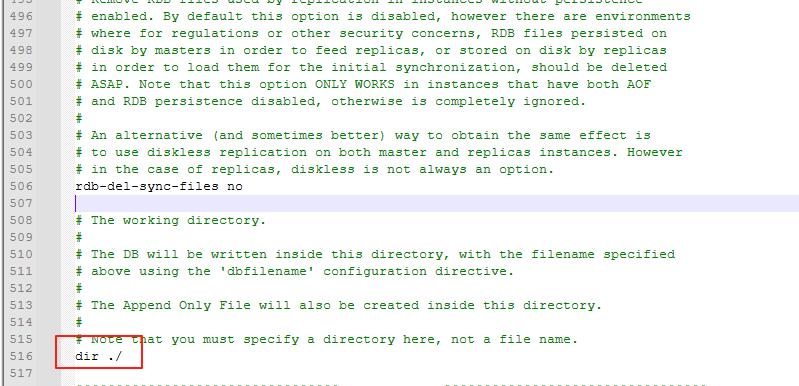 495 # Remove RDB files used by replication in instances without persistence
496 # enabled. By default this option is disabled, however there are environments
497 # where for regulations or other security concerns, RDB files persisted on
498 # disk by masters in order to feed replicas, or stored on disk by replicas
499 # in order to load them for the initial synchronization, should be deleted
500 # ASAP. Note that this option ONLY WORKS in instances that have both AOF
501 # and RDB persistence disabled, otherwise is completely ignored.
502 #
503 # An alternative (and sometimes better) way to obtain the same effect is
504 # to use diskless replication on both master and replicas instances. However
505 # in the case of replicas, diskless is not always an option.
506 rdb-del-sync-files no
507
508 # The working directory.
509 #
510 # The DB will be written inside this directory, with the filename specified
511 # above using the 'dbfilename' configuration directive.
512 #
513 # The Append Only File will also be created inside this directory.
514 #
515 # Note that you must specify a directory here, not a file name.
516 dir ./
517